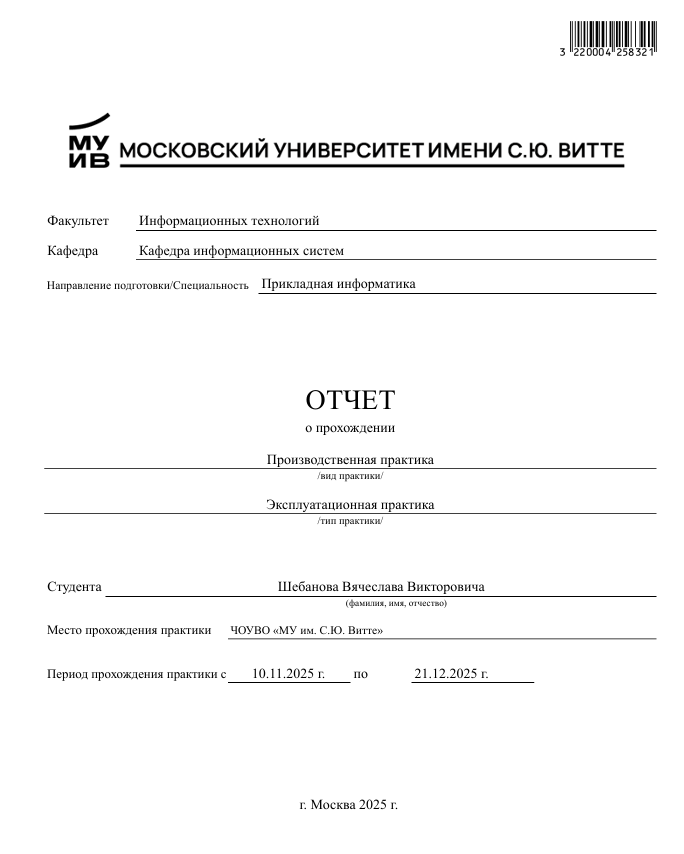 3 220004 258321
МУ
ИВ
МОСКОВСКИЙ УНИВЕРСИТЕТ ИМЕНИ С.Ю. ВИТТЕ
Факультет Информационных технологий
Кафедра Кафедра информационных систем
Направление подготовки/Специальность Прикладная информатика
ОТЧЕТ
о прохождении
Производственная практика
/вид практики/
Эксплуатационная практика
/тип практики/
Студента Шебанова Вячеслава Викторовича
(фамилия, имя, отчество)
Место прохождения практики ЧОУВО «МУ им. С.Ю. Витте»
Период прохождения практики с 10.11.2025 г. по 21.12.2025 г.
г. Москва 2025 г.